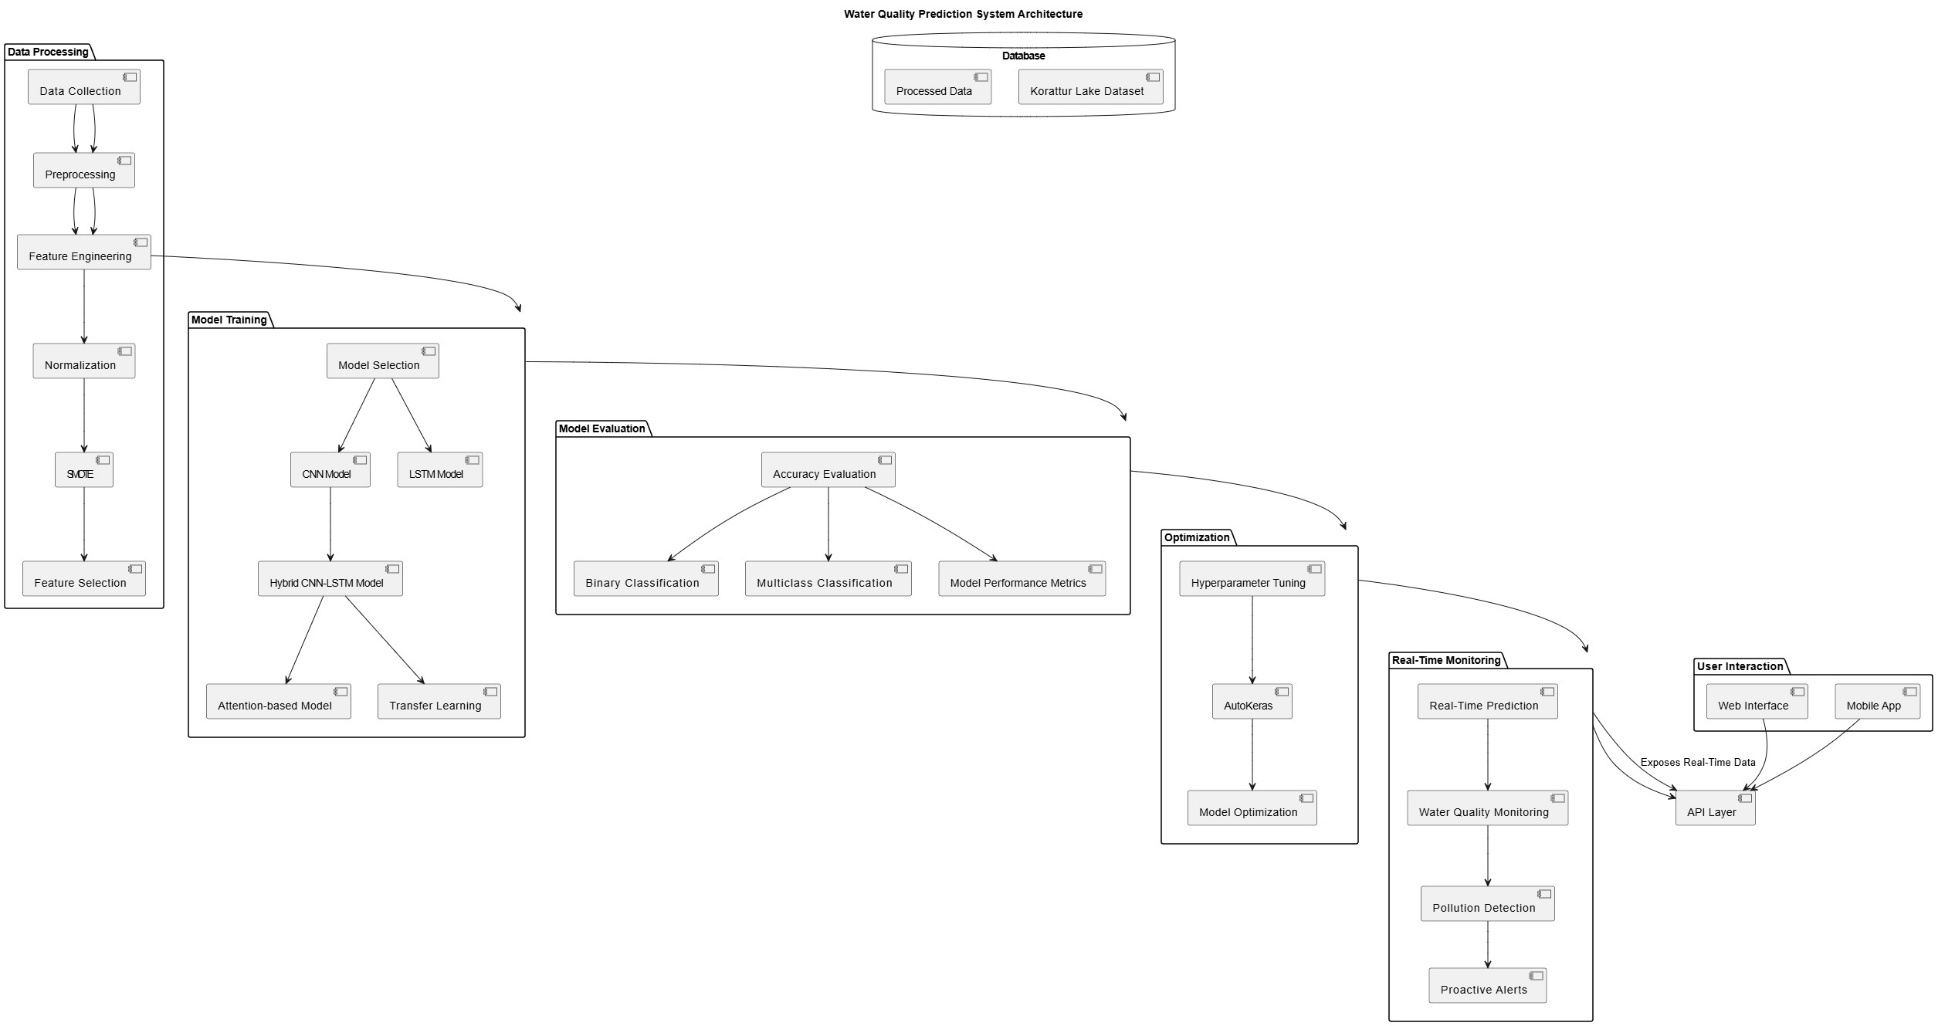 Water Quality Prediction System Architecture
Database
Processed Data
Korattur Lake Dataset
Data Processing
Data Collection
Preprocessing
Feature Engineering
Normalization
SMOTE
Feature Selection
Model Training
Model Selection
CNN Model
LSTM Model
Hybrid CNN-LSTM Model
Attention-based Model
Transfer Learning
Model Evaluation
Accuracy Evaluation
Binary Classification
Multiclass Classification
Model Performance Metrics
Optimization
Hyperparameter Tuning
AutoKeras
Model Optimization
Real-Time Monitoring
Real-Time Prediction
Water Quality Monitoring
Pollution Detection
Proactive Alerts
User Interaction
Web Interface
Mobile App
Exposes Real-Time Data
API Layer